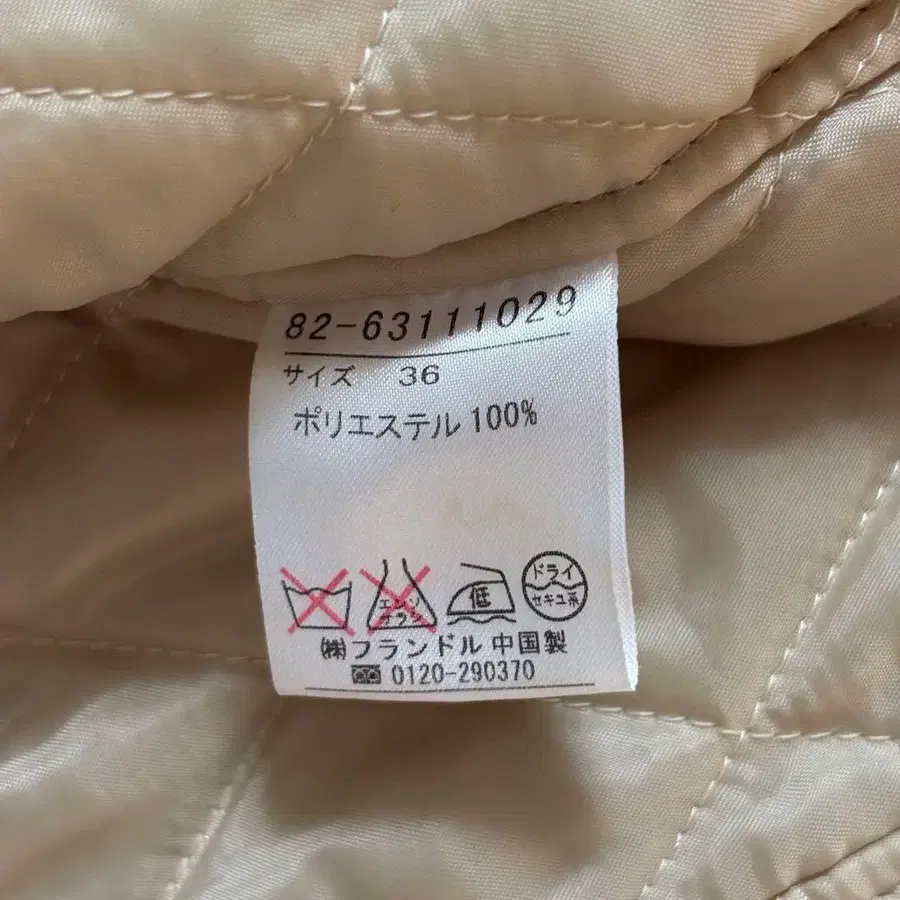 82-63111029
サイズ 36
ポリエステル 100%
エンソ サラシ
低
ドライ セキユ系
㈱フランドル 中国製
0120-290370